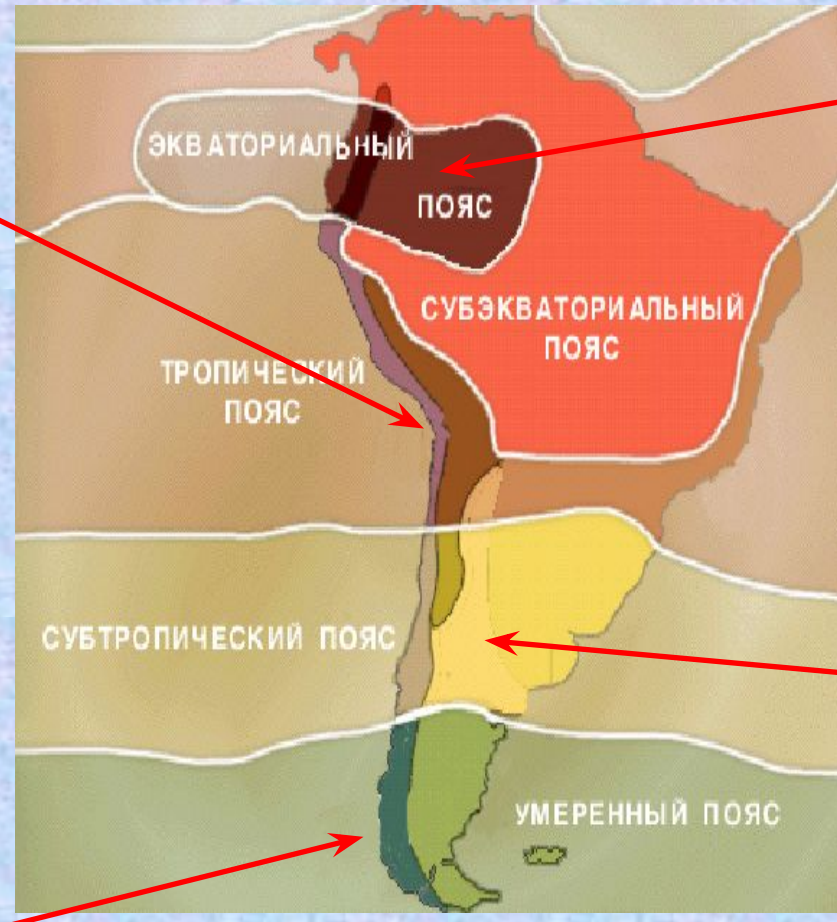 ЭКВАТОРИАЛЬНЫЙ
ПОЯС
СУБЭКВАТОРИАЛЬНЫЙ
ПОЯС
ТРОПИЧЕСКИЙ
ПОЯС
СУБТРОПИЧЕСКИЙ ПОЯС
УМЕРЕННЫЙ ПОЯС